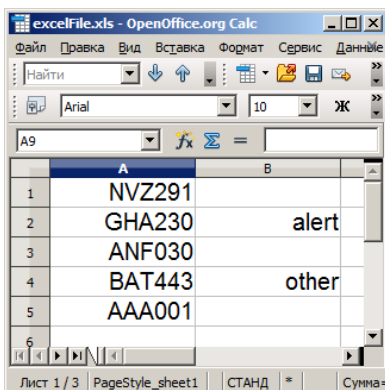 excelFile.xls - OpenOffice.org Calc
Файл Правка Вид Вставка Формат Сервис Данные
Найти
Arial 10 Ж
A9 =
A B
1 NVZ291
2 GHA230 alert
3 ANF030
4 BAT443 other
5 AAA001
6
Лист 1 / 3 PageStyle_sheet1 СТАНД * Сумма=